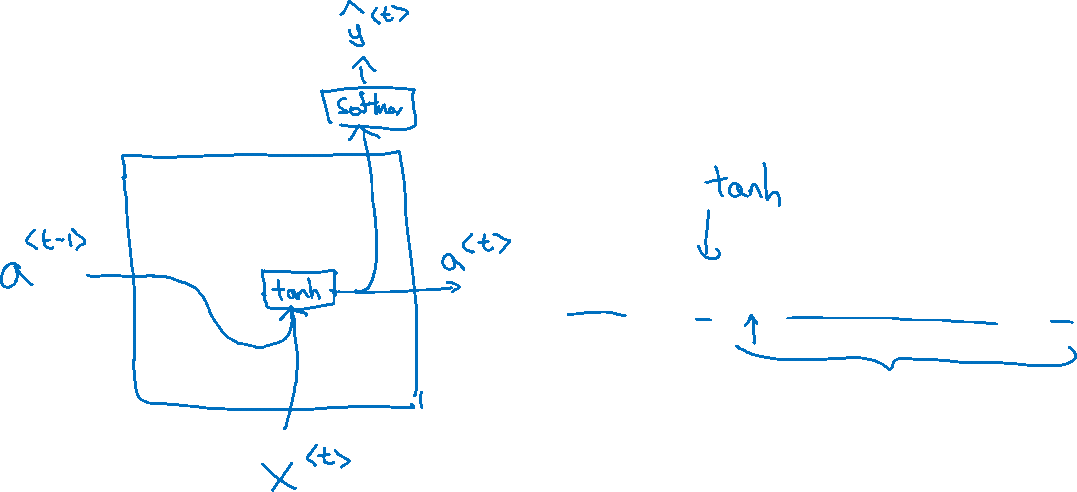 ŷ<t>
softmax
tanh
a<t-1>
a<t>
tanh
x<t>